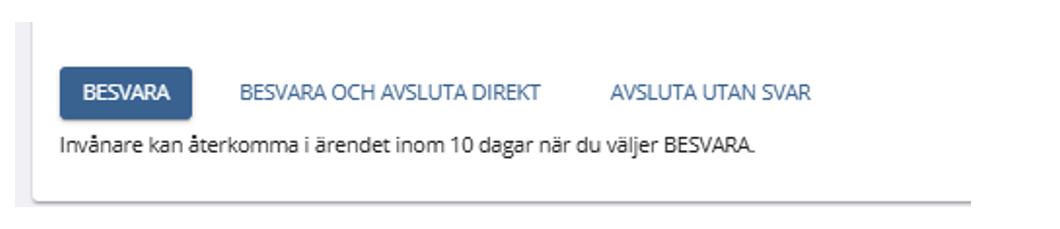 BESVARA BESVARA OCH AVSLUTA DIREKT AVSLUTA UTAN SVAR
Invånare kan återkomma i ärendet inom 10 dagar när du väljer BESVARA.